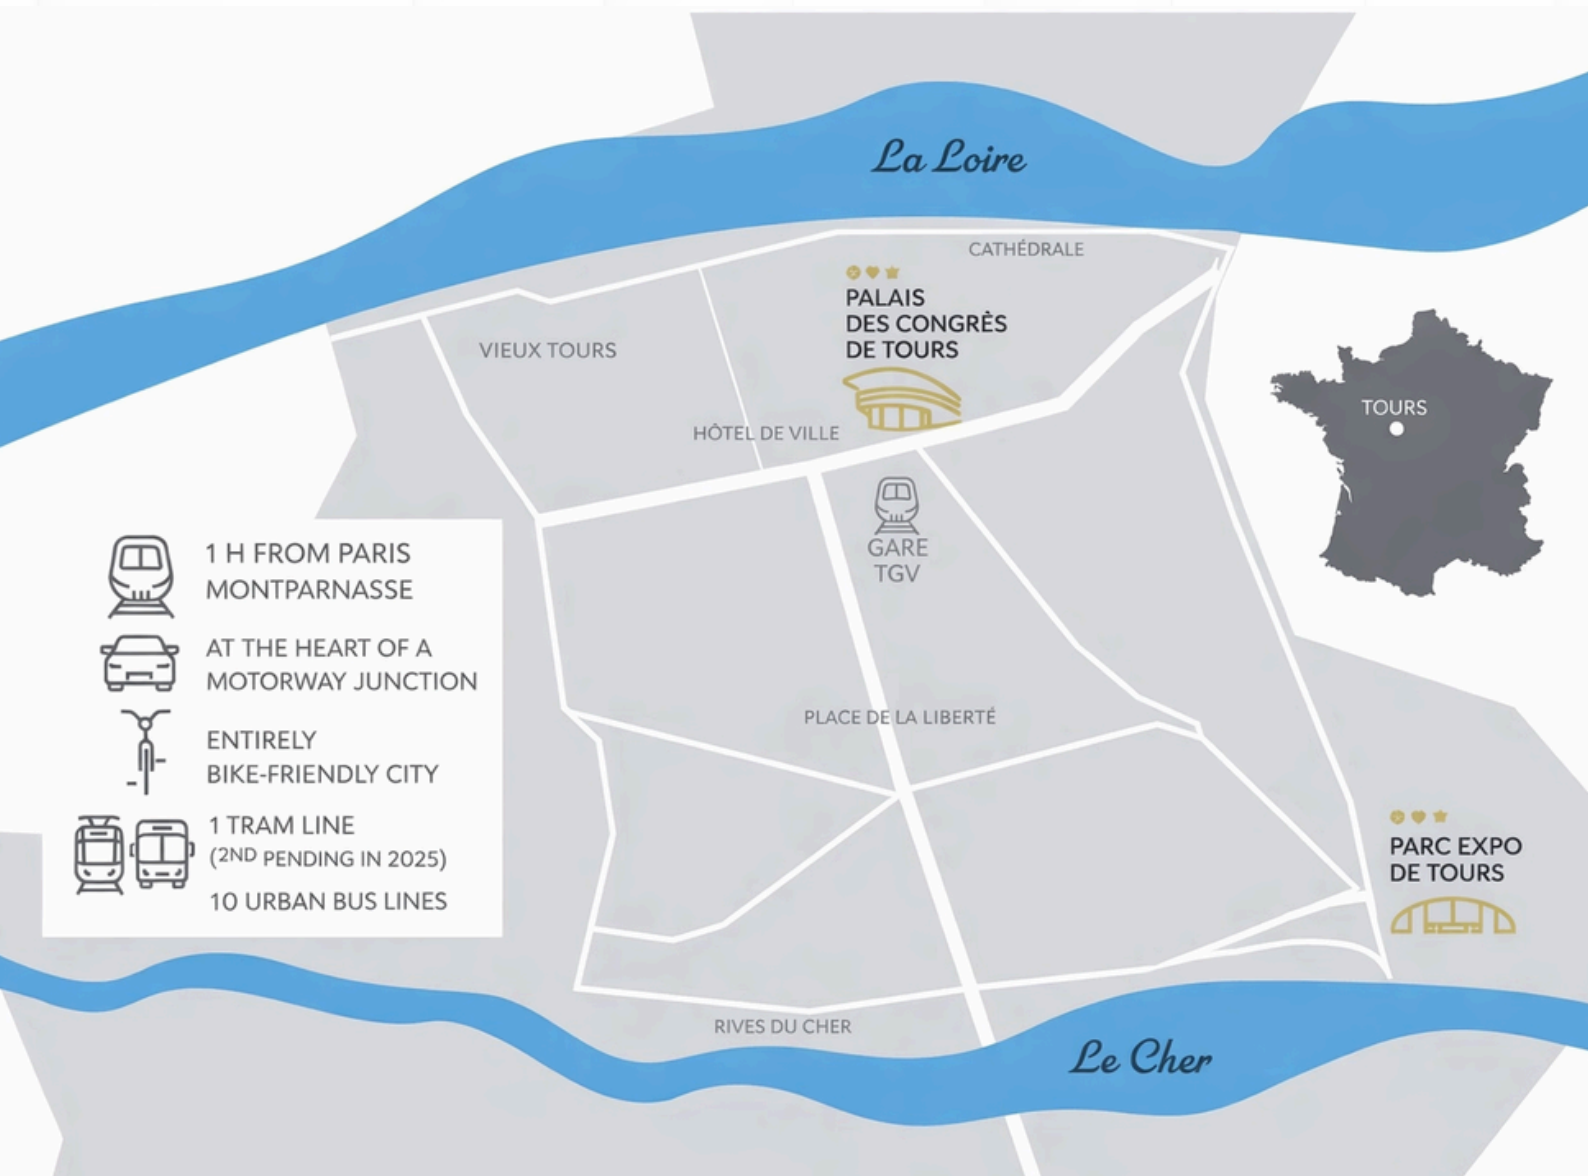 La Loire
CATHÉDRALE
PALAIS
DES CONGRÈS
DE TOURS
VIEUX TOURS
HÔTEL DE VILLE
GARE
TGV
TOURS
1 H FROM PARIS
MONTPARNASSE
AT THE HEART OF A
MOTORWAY JUNCTION
ENTIRELY
BIKE-FRIENDLY CITY
1 TRAM LINE
(2ND PENDING IN 2025)
10 URBAN BUS LINES
PLACE DE LA LIBERTÉ
PARC EXPO
DE TOURS
RIVES DU CHER
Le Cher